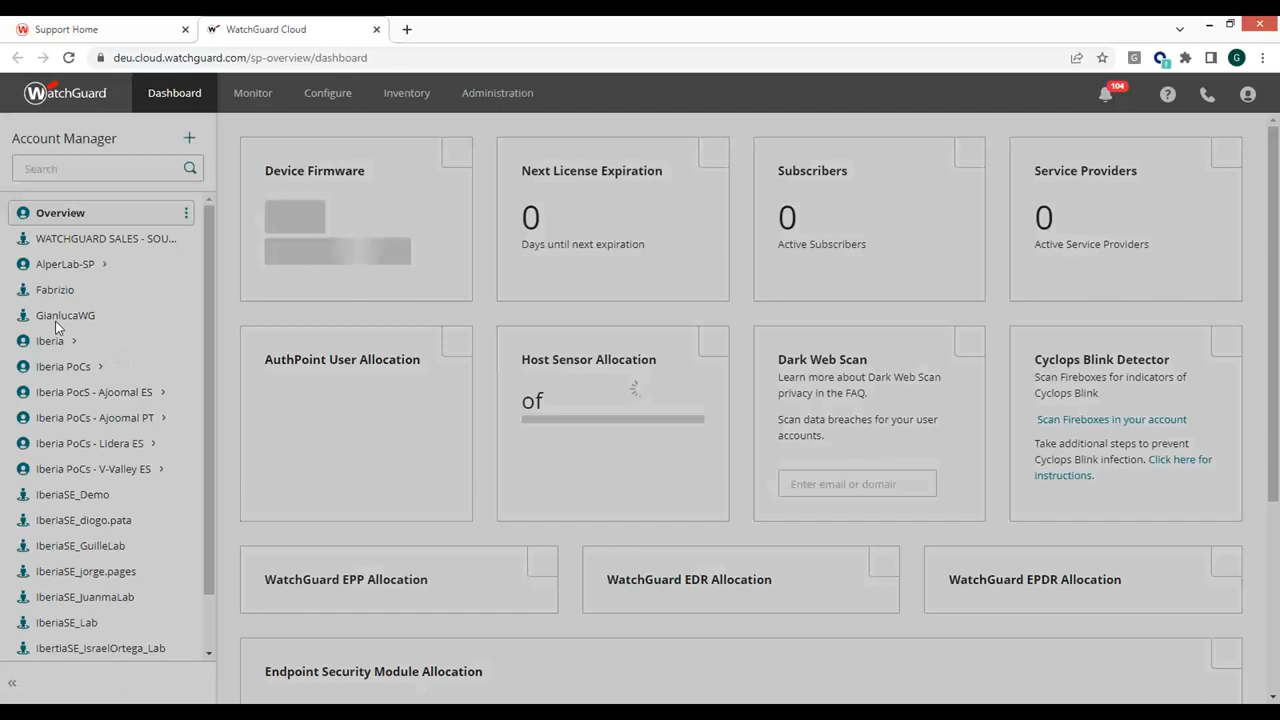 Support Home
WatchGuard Cloud
deu.cloud.watchguard.com/sp-overview/dashboard
G
G
WatchGuard
Dashboard
Monitor
Configure
Inventory
Administration
104
Account Manager
Search
Overview
WATCHGUARD SALES - SOU...
AlperLab-SP
Fabrizio
GianlucaWG
Iberia
Iberia PoCs
Iberia PocS - Ajoomal ES
Iberia PoCs - Ajoomal PT
Iberia PoCs - Lidera ES
Iberia PoCs - V-Valley ES
IberiaSE_Demo
IberiaSE_diogo.pata
IberiaSE_GuilleLab
IberiaSE_jorge.pages
IberiaSE_JuanmaLab
IberiaSE_Lab
IbertiaSE_IsraelOrtega_Lab
Device Firmware
Next License Expiration
0
Days until next expiration
Subscribers
0
Active Subscribers
Service Providers
0
Active Service Providers
AuthPoint User Allocation
Host Sensor Allocation
of
Dark Web Scan
Learn more about Dark Web Scan
privacy in the FAQ.
Scan data breaches for your user
accounts.
Enter email or domain
Cyclops Blink Detector
Scan Fireboxes for indicators of
Cyclops Blink
Scan Fireboxes in your account
Take additional steps to prevent
Cyclops Blink infection. Click here for
instructions.
WatchGuard EPP Allocation
WatchGuard EDR Allocation
WatchGuard EPDR Allocation
Endpoint Security Module Allocation